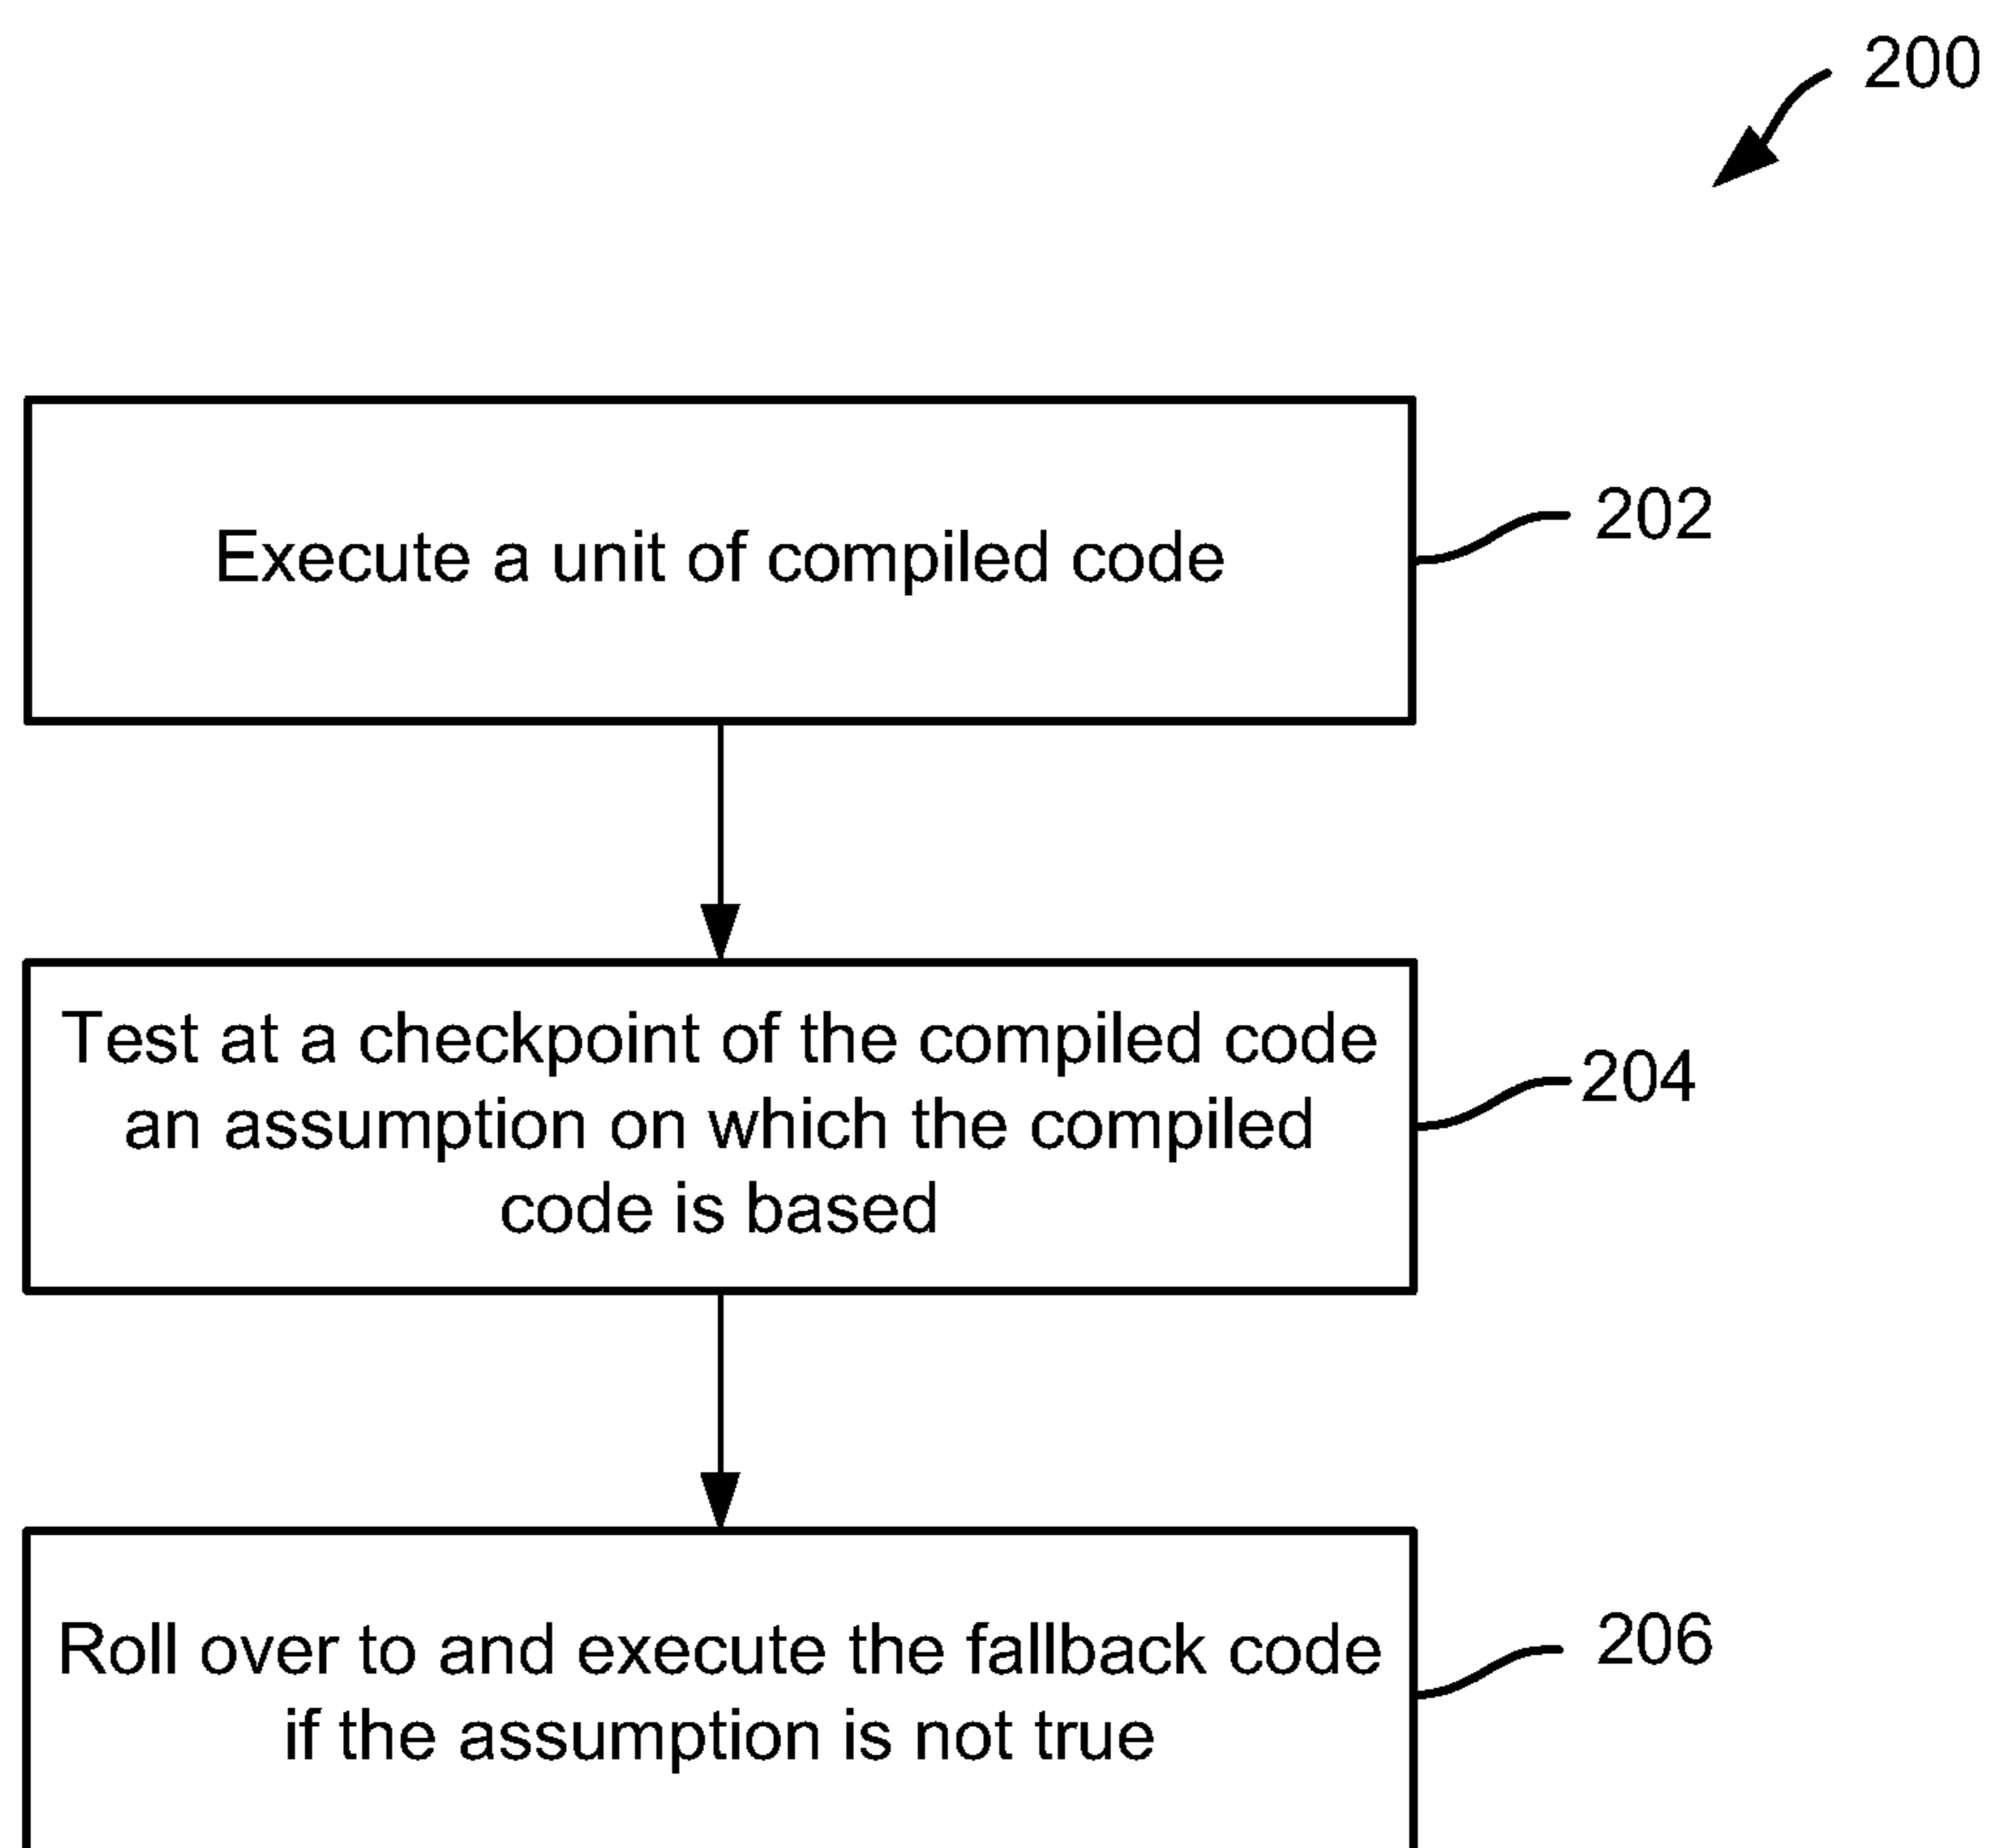 200
Execute a unit of compiled code
202
Test at a checkpoint of the compiled code
an assumption on which the compiled
code is based
204
Roll over to and execute the fallback code
if the assumption is not true
206